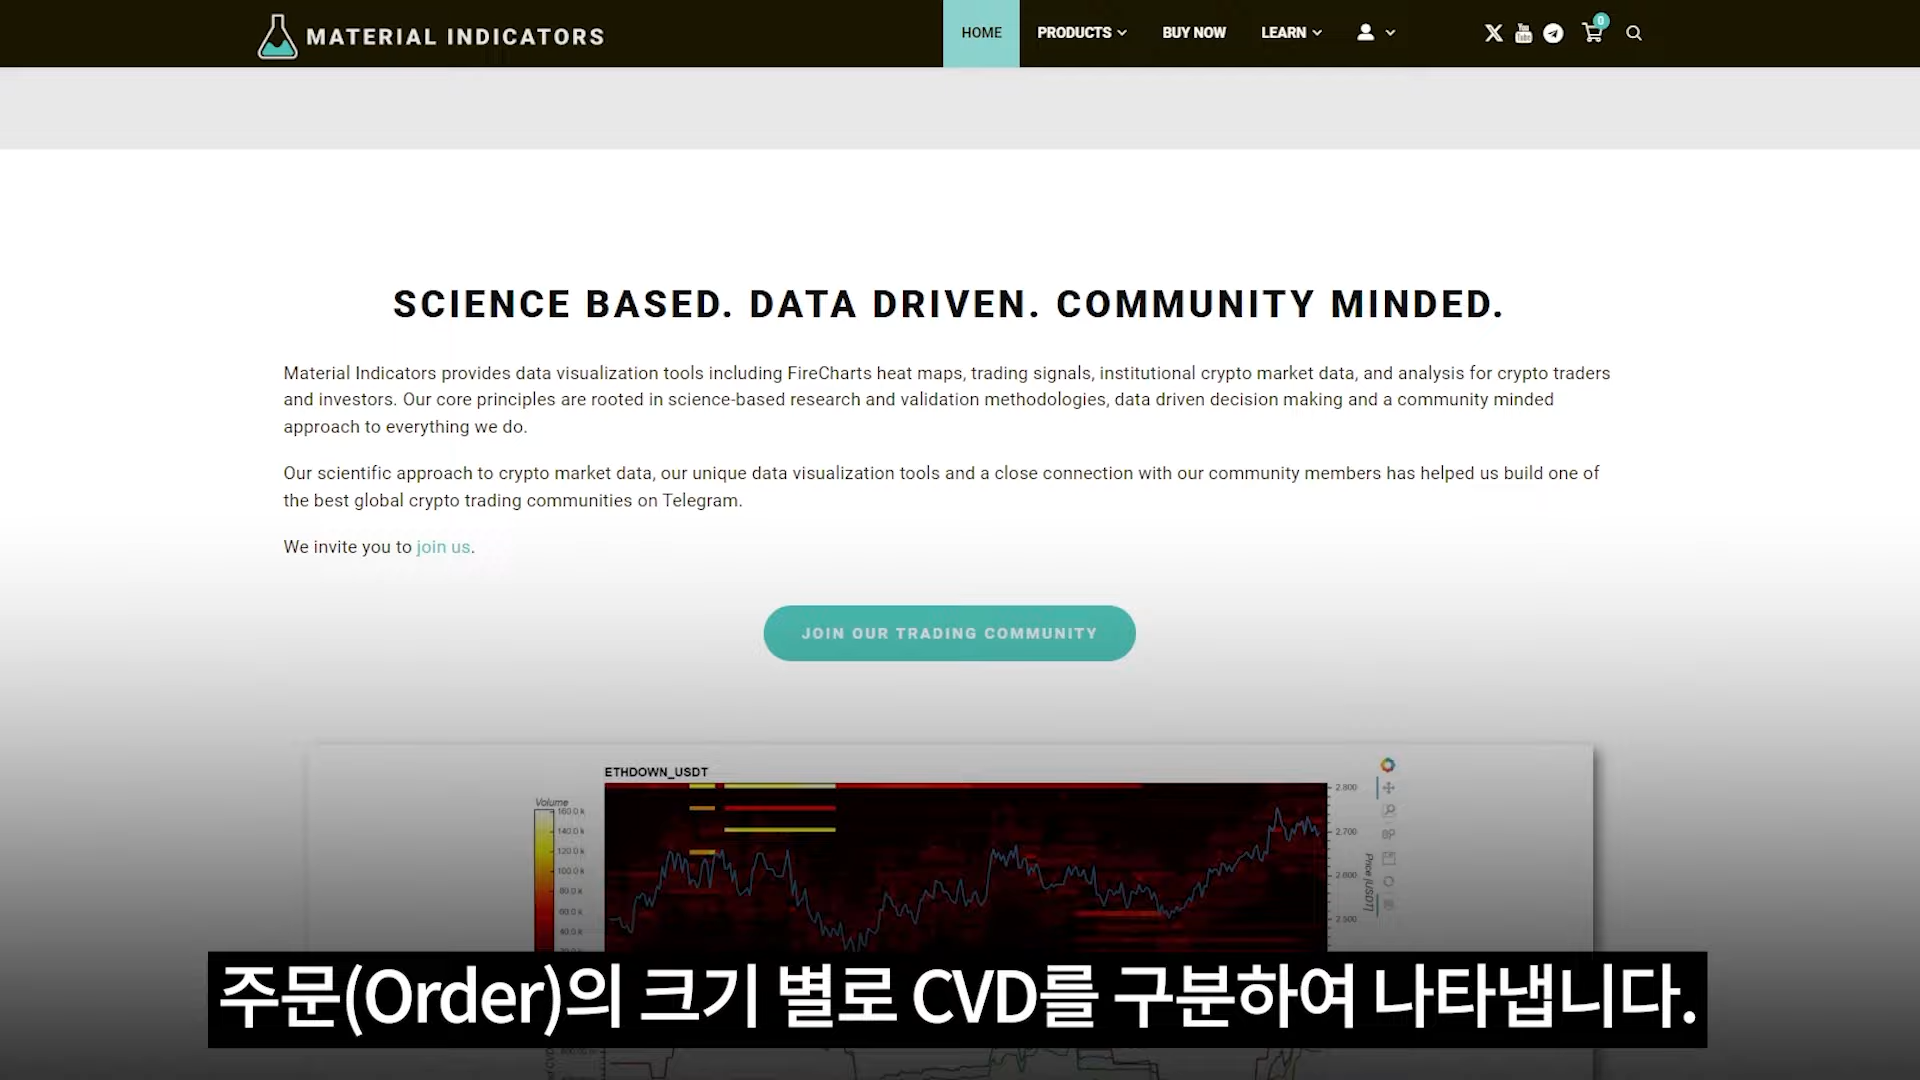 MATERIAL INDICATORS
HOME
PRODUCTS
BUY NOW
LEARN
0
SCIENCE BASED. DATA DRIVEN. COMMUNITY MINDED.
Material Indicators provides data visualization tools including FireCharts heat maps, trading signals, institutional crypto market data, and analysis for crypto traders
and investors. Our core principles are rooted in science-based research and validation methodologies, data driven decision making and a community minded
approach to everything we do.
Our scientific approach to crypto market data, our unique data visualization tools and a close connection with our community members has helped us build one of
the best global crypto trading communities on Telegram.
We invite you to join us.
JOIN OUR TRADING COMMUNITY
ETHDOWN_USDT
Volume
160.0 k
140.0 k
120.0 k
100.0 k
80.0 k
60.0 k
40.0 k
2.800
2.700
2.600
2.500
Price [USDT]
주문(Order)의 크기 별로 CVD를 구분하여 나타냅니다.